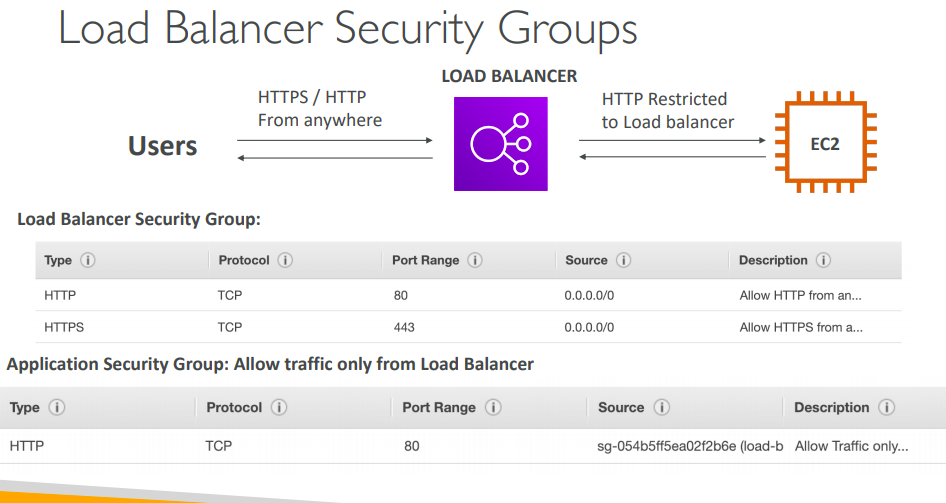 Load Balancer Security Groups
LOAD BALANCER
HTTPS / HTTP
From anywhere
HTTP Restricted
to Load balancer
Users
EC2
Load Balancer Security Group:
Type Protocol Port Range Source Description
HTTP TCP 80 0.0.0.0/0 Allow HTTP from an...
HTTPS TCP 443 0.0.0.0/0 Allow HTTPS from a...
Application Security Group: Allow traffic only from Load Balancer
Type Protocol Port Range Source Description
HTTP TCP 80 sg-054b5ff5ea02f2b6e (load-b Allow Traffic only...